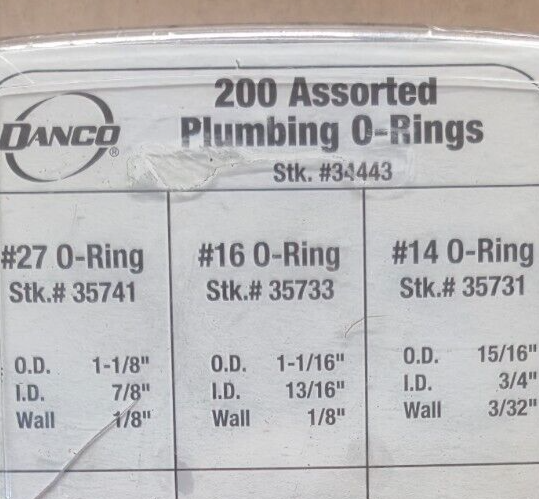 200 Assorted
DANCO®
Plumbing O-Rings
Stk. #34443
#27 O-Ring
Stk.# 35741
O.D. 1-1/8"
I.D. 7/8"
Wall 1/8"
#16 O-Ring
Stk.# 35733
O.D. 1-1/16"
I.D. 13/16"
Wall 1/8"
#14 O-Ring
Stk.# 35731
O.D. 15/16"
I.D. 3/4"
Wall 3/32"